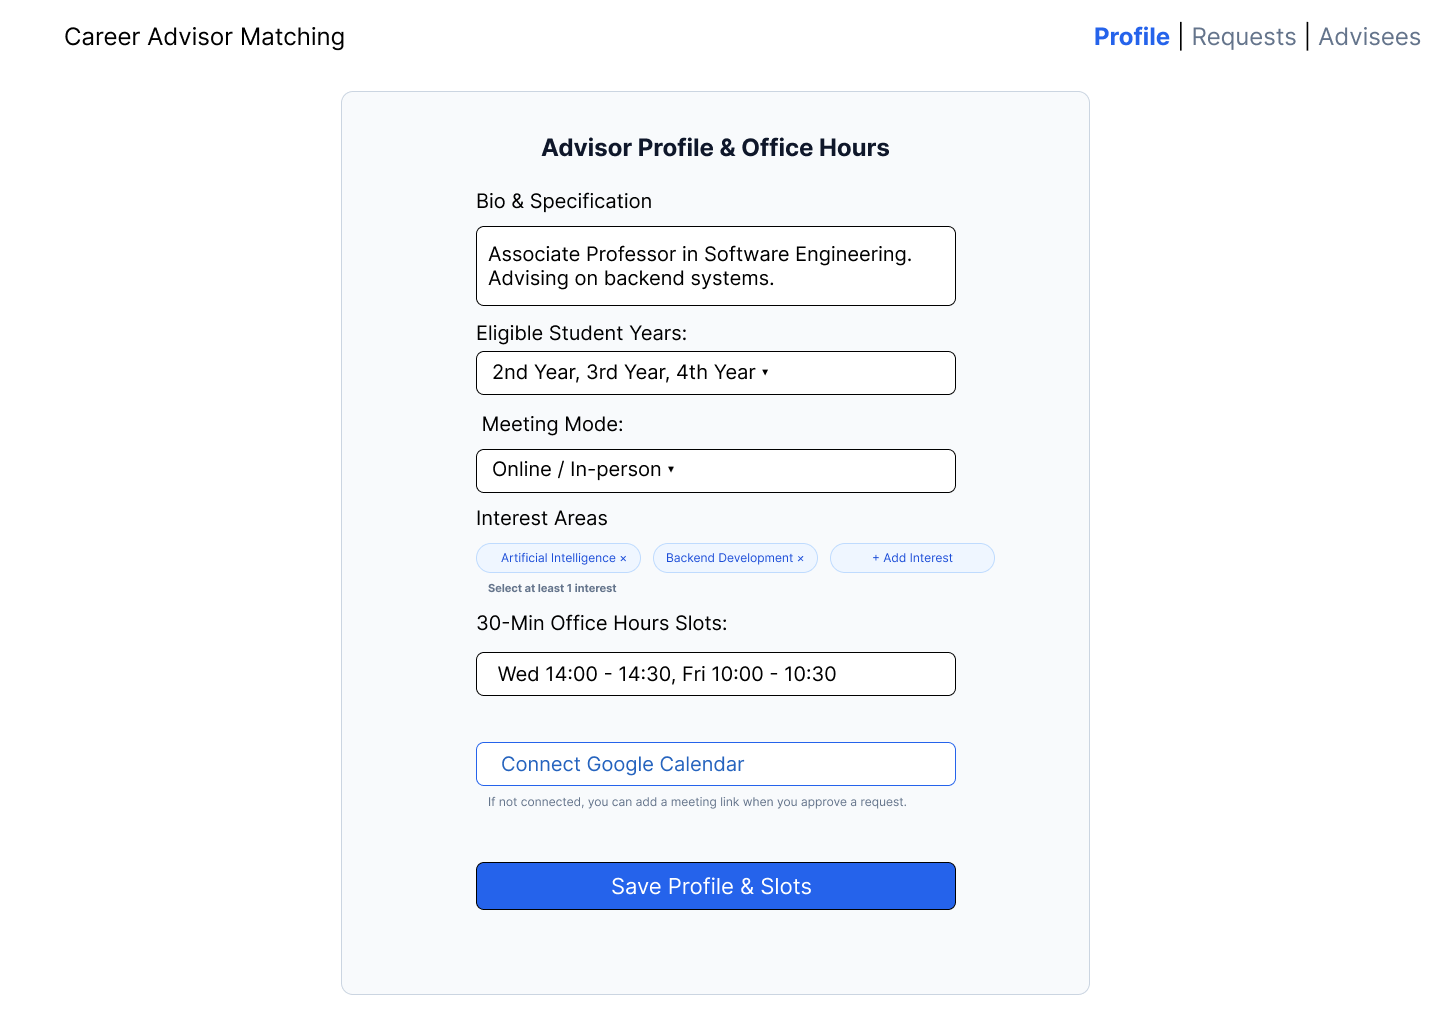 Career Advisor Matching
Profile | Requests | Advisees
Advisor Profile & Office Hours
Bio & Specification
Associate Professor in Software Engineering.
Advising on backend systems.
Eligible Student Years:
2nd Year, 3rd Year, 4th Year ▾
Meeting Mode:
Online / In-person ▾
Interest Areas
Artificial Intelligence × Backend Development × + Add Interest
Select at least 1 interest
30-Min Office Hours Slots:
Wed 14:00 - 14:30, Fri 10:00 - 10:30
Connect Google Calendar
If not connected, you can add a meeting link when you approve a request.
Save Profile & Slots